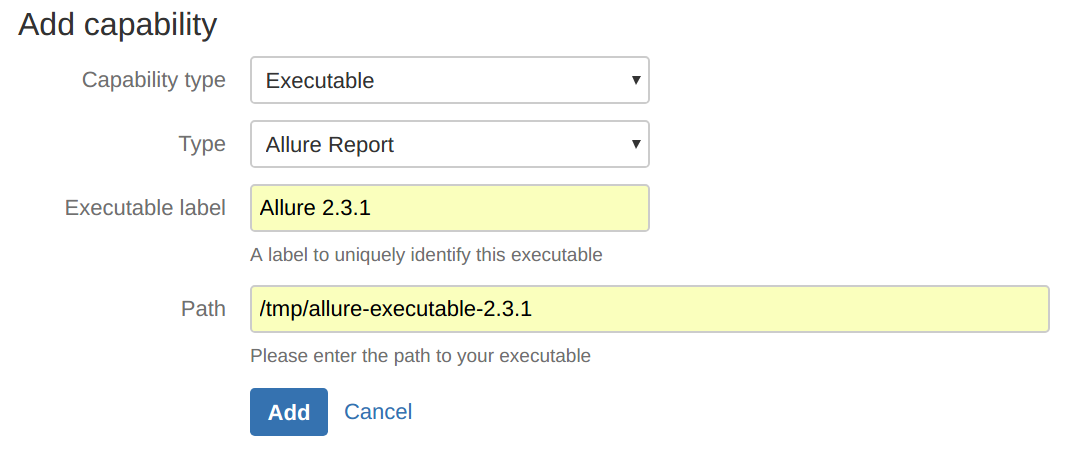 Add capability
Capability type Executable
Type Allure Report
Executable label Allure 2.3.1
A label to uniquely identify this executable
Path /tmp/allure-executable-2.3.1
Please enter the path to your executable
Add Cancel